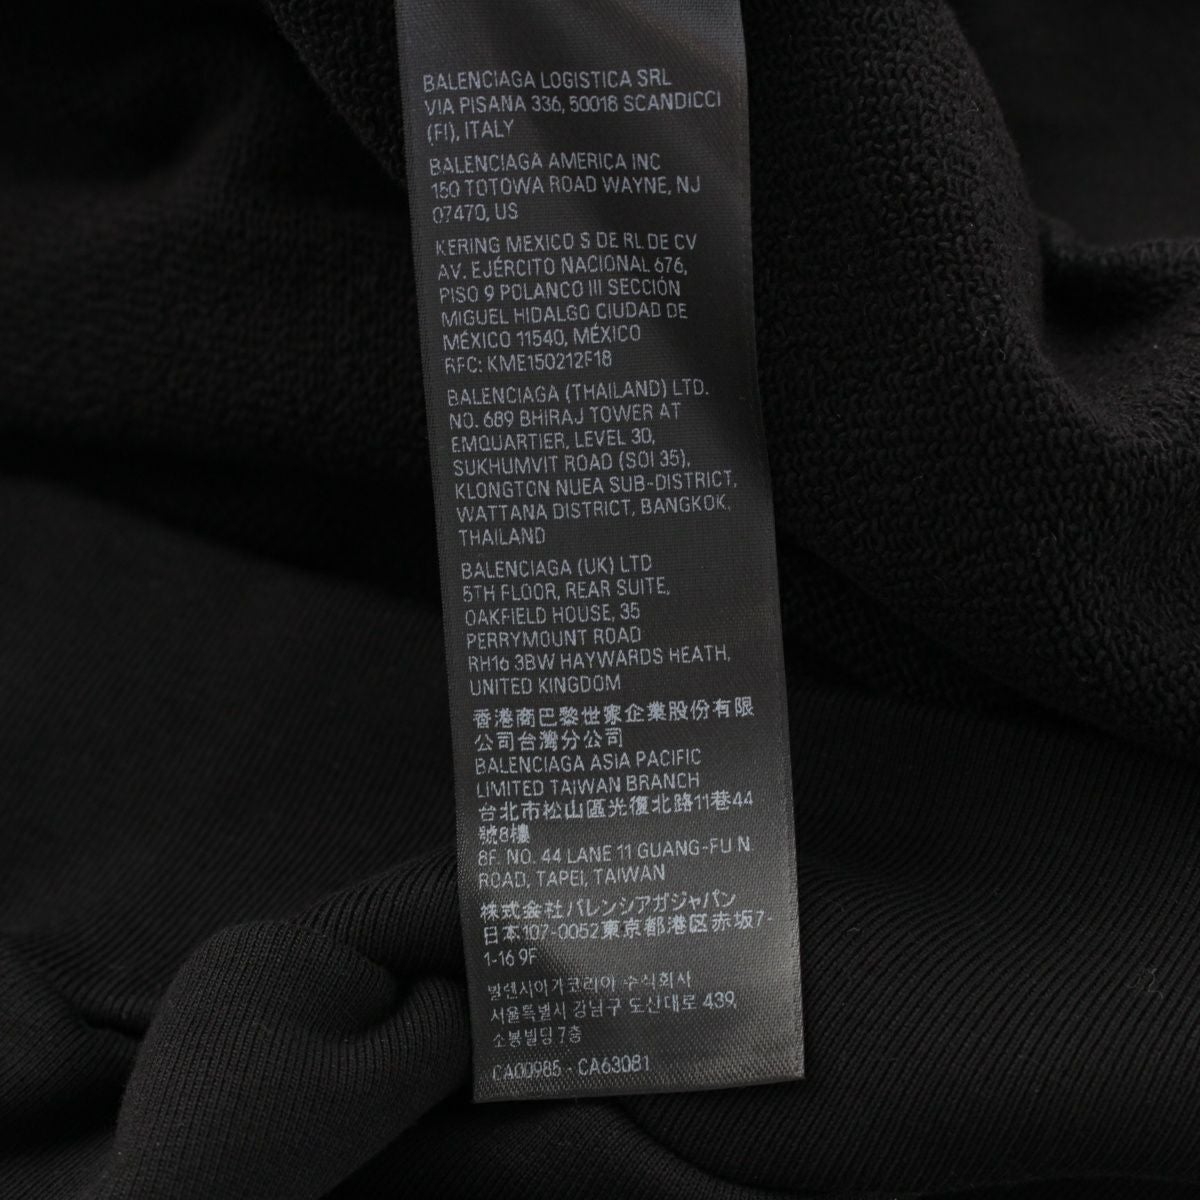 BALENCIAGA LOGISTICA SRL
VIA PISANA 336, 50018 SCANDICCI
(FI), ITALY
BALENCIAGA AMERICA INC
150 TOTOWA ROAD WAYNE, NJ
07470, US
KERING MEXICO S DE RL DE CV
AV. EJÉRCITO NACIONAL 676,
PISO 9 POLANCO III SECCIÓN
MIGUEL HIDALGO CIUDAD DE
MÉXICO 11540, MÉXICO
RFC: KME150212F18
BALENCIAGA (THAILAND) LTD.
NO. 689 BHIRAJ TOWER AT
EMQUARTIER, LEVEL 30,
SUKHUMVIT ROAD (SOI 35),
KLONGTON NUEA SUB-DISTRICT,
WATTANA DISTRICT, BANGKOK,
THAILAND
BALENCIAGA (UK) LTD
5TH FLOOR, REAR SUITE,
OAKFIELD HOUSE, 35
PERRYMOUNT ROAD
RH16 3BW HAYWARDS HEATH,
UNITED KINGDOM
香港商巴黎世家企業股份有限
公司台灣分公司
BALENCIAGA ASIA PACIFIC
LIMITED TAIWAN BRANCH
台北市松山區光復北路11巷44
號8樓
8F. NO. 44 LANE 11 GUANG-FU N
ROAD, TAPEI, TAIWAN
株式会社バレンシアガジャパン
日本107-0052東京都港区赤坂7-
1-16 9F
발렌시아가코리아 주식회사
서울특별시 강남구 도산대로 439,
소봉빌딩 7층
CA00985 - CA63081